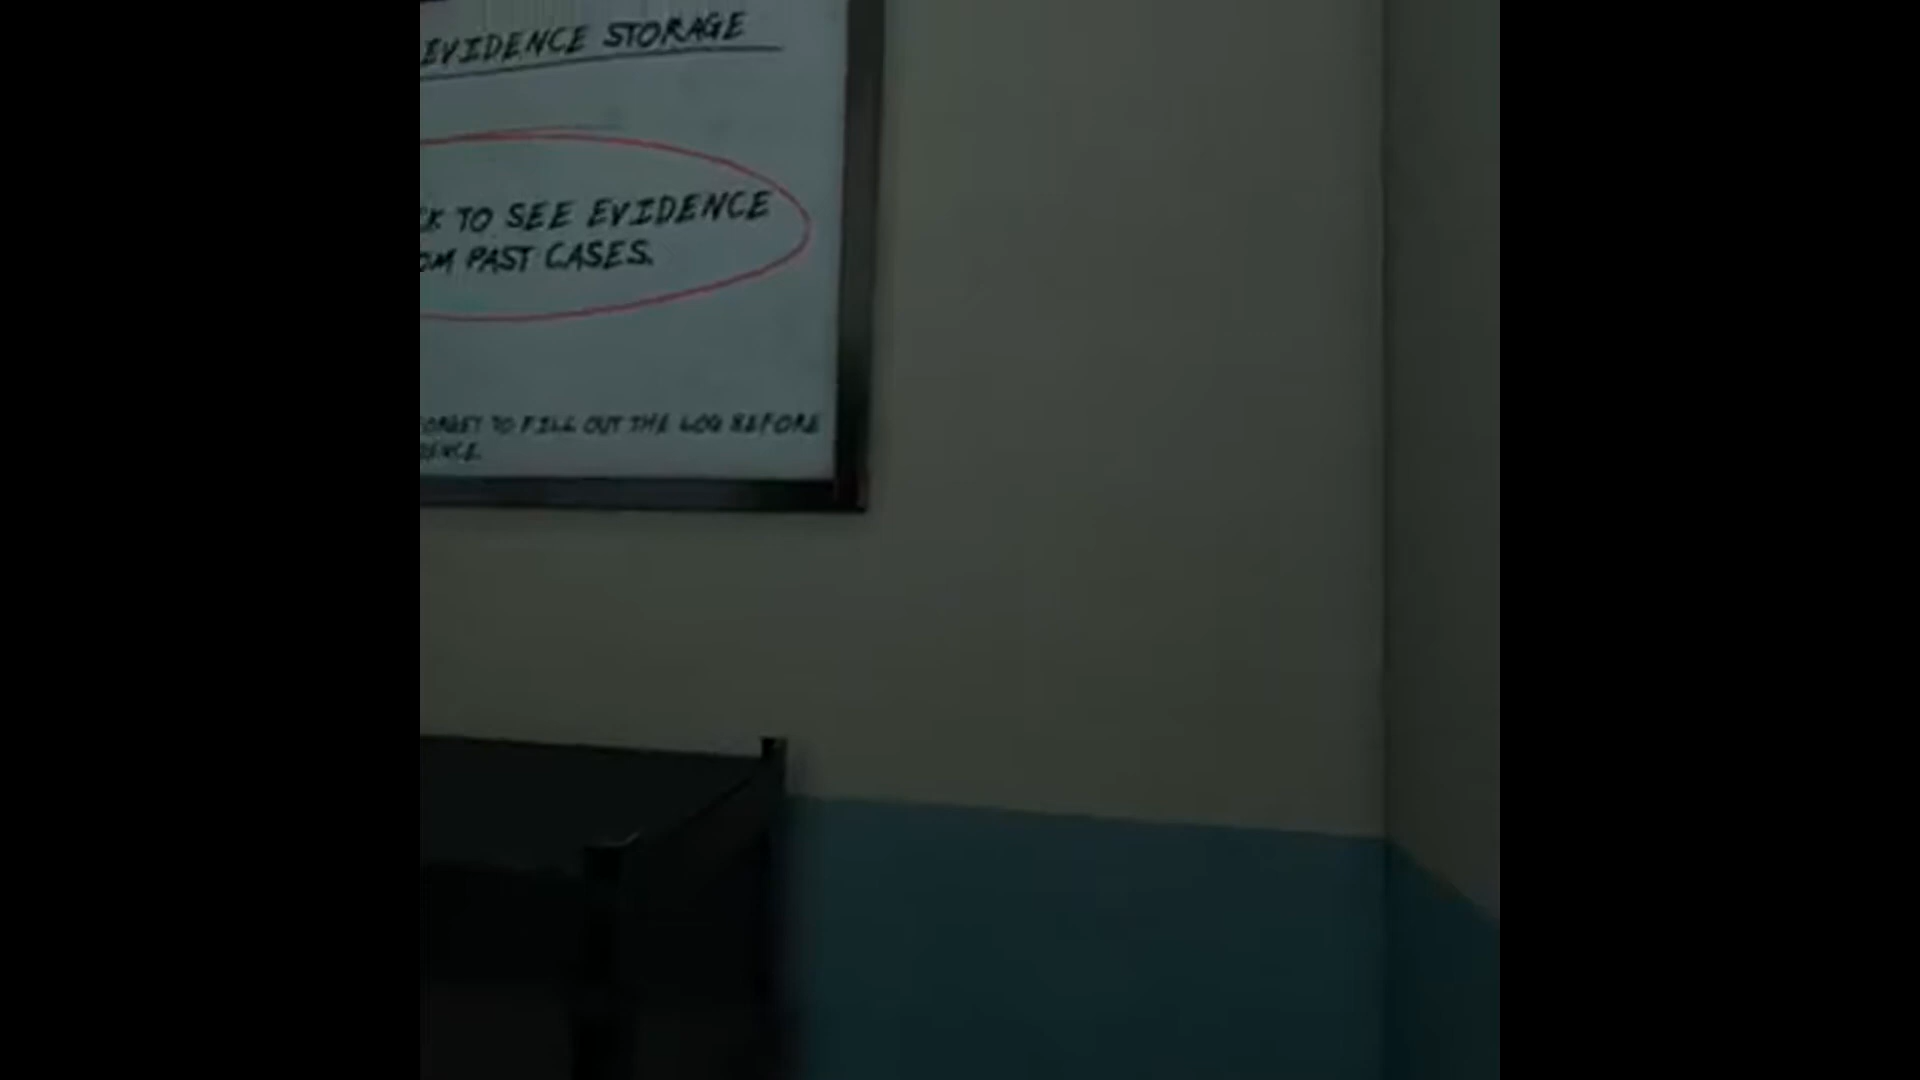 EVIDENCE STORAGE
TO SEE EVIDENCE
PAST CASES.
TO FILL OUT THE LOG BEFORE